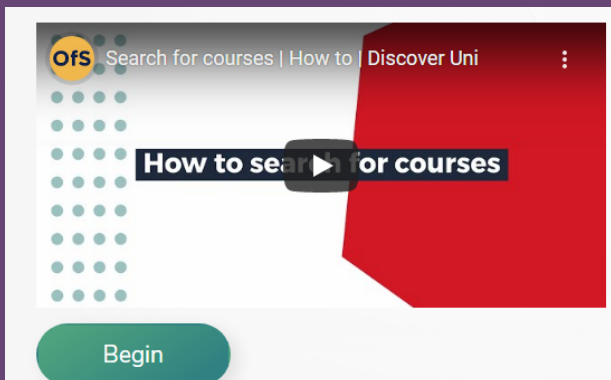 OfS Search for courses | How to | Discover Uni
How to search for courses
Begin